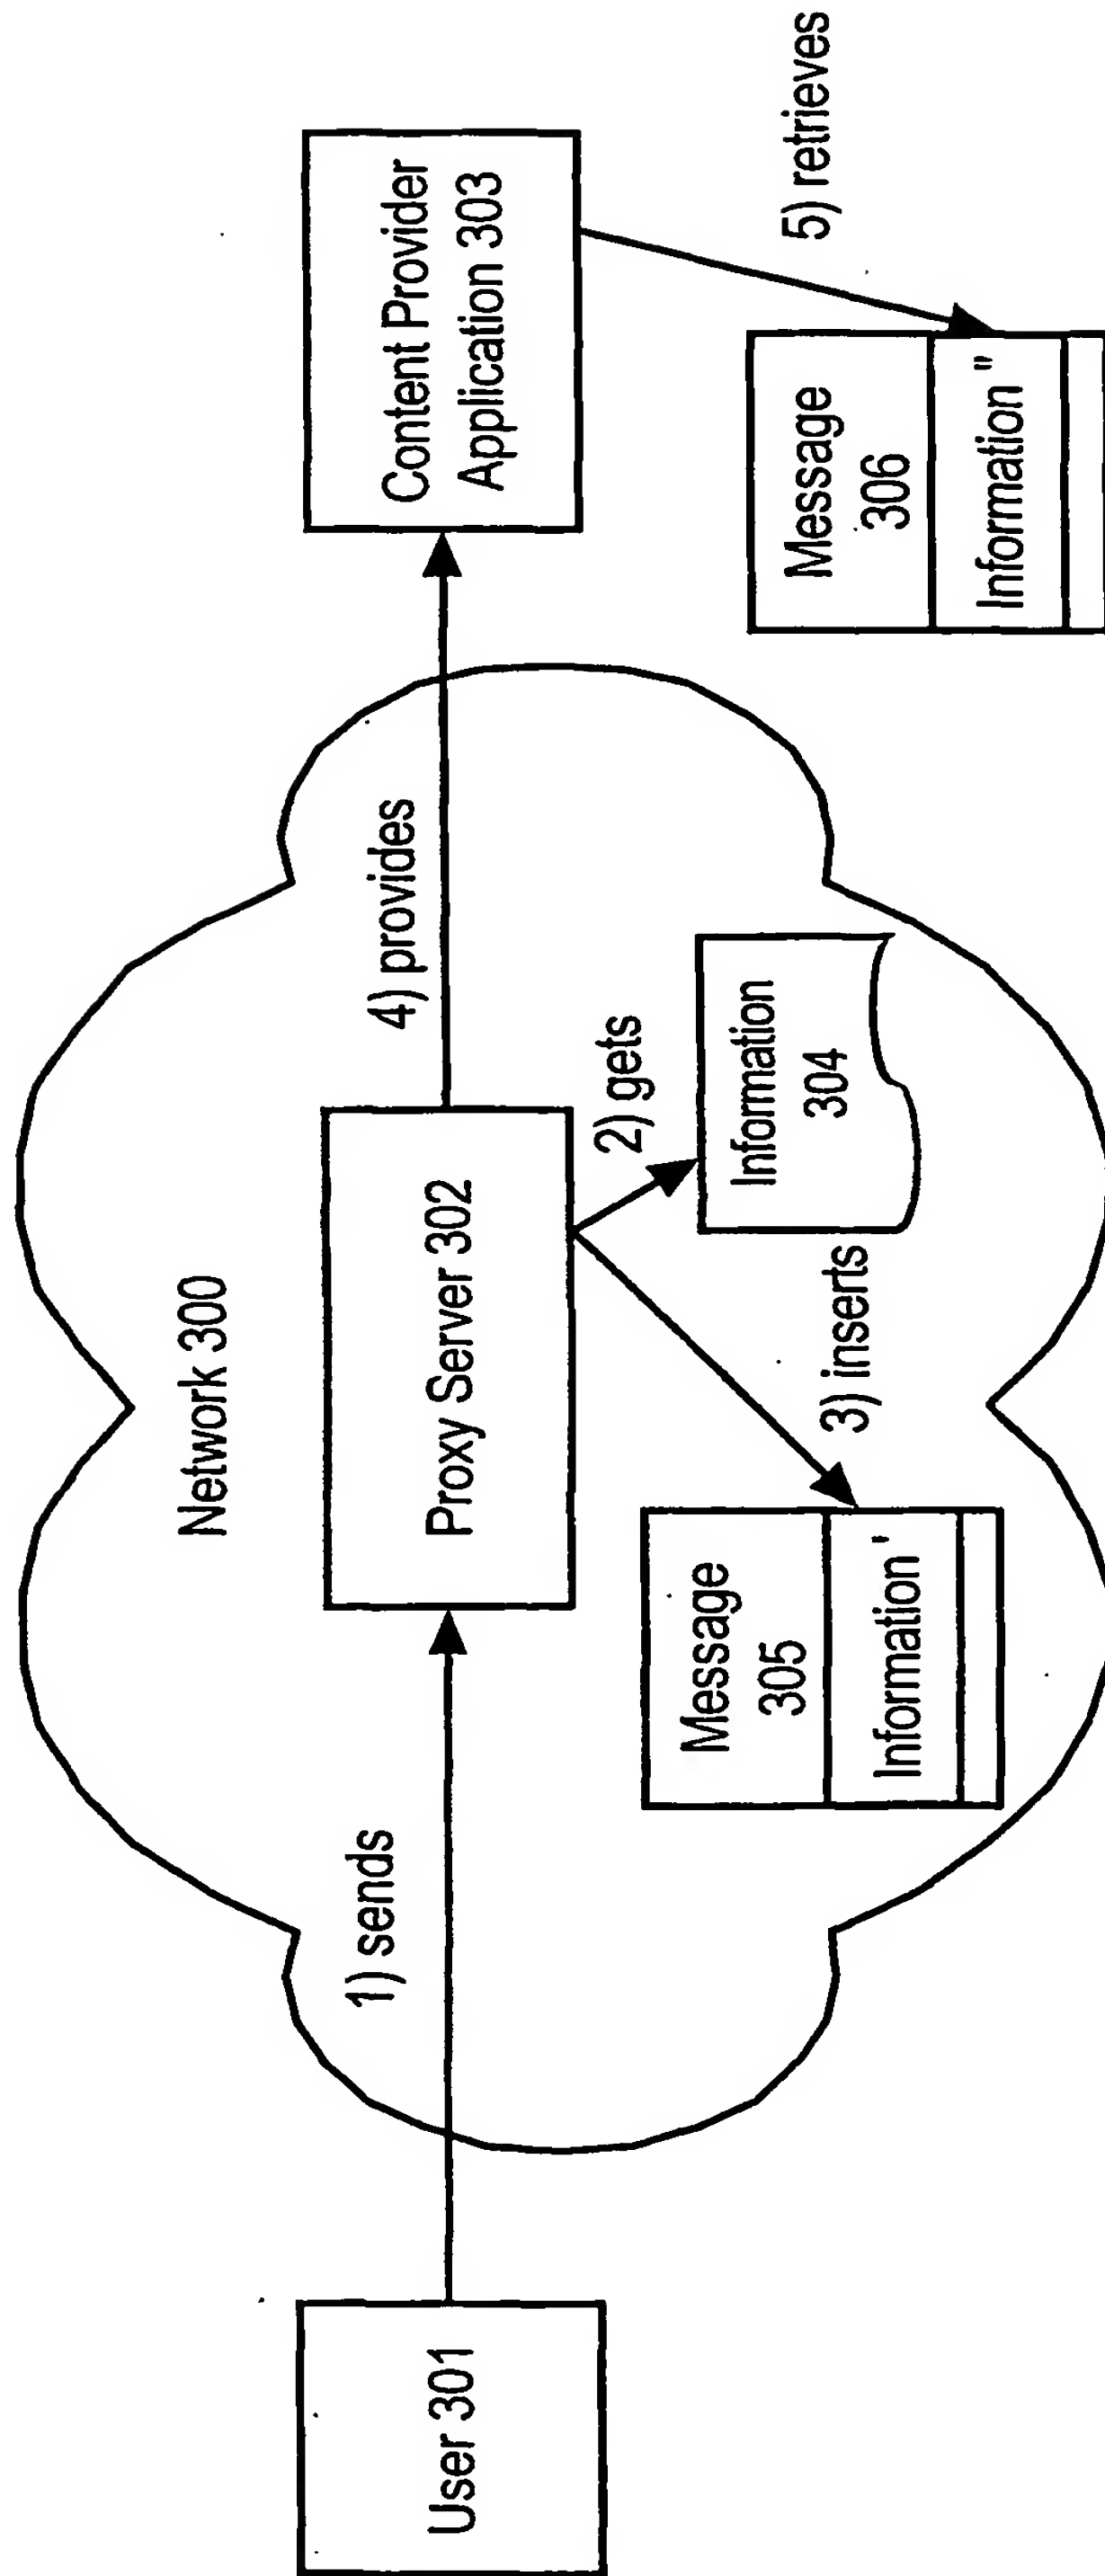 Network 300
User 301
1) sends
Proxy Server 302
4) provides
Content Provider
Application 303
2) gets
Information
304
3) inserts
Message
305
Information'
5) retrieves
Message
306
Information"